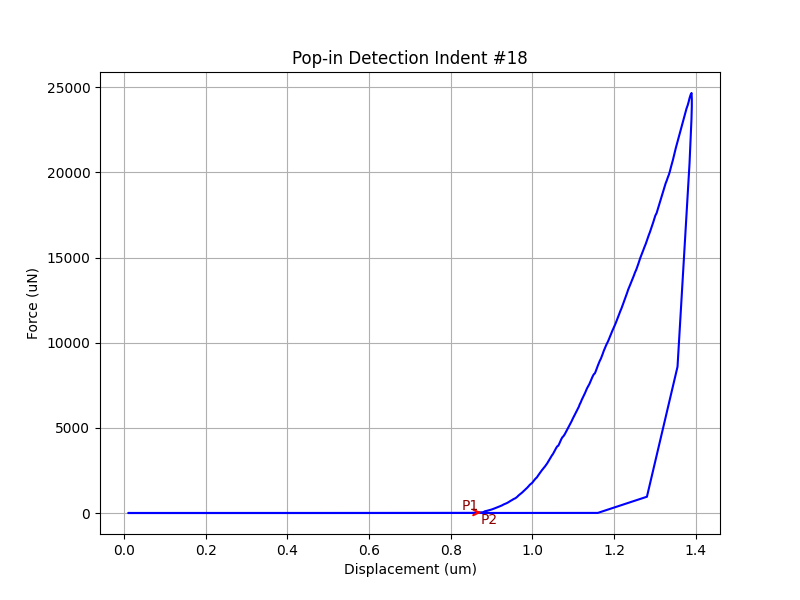 Pop-in Detection Indent #18
25000
20000
15000
10000
5000
0
Force (uN)
P1
P2
0.0 0.2 0.4 0.6 0.8 1.0 1.2 1.4
Displacement (um)